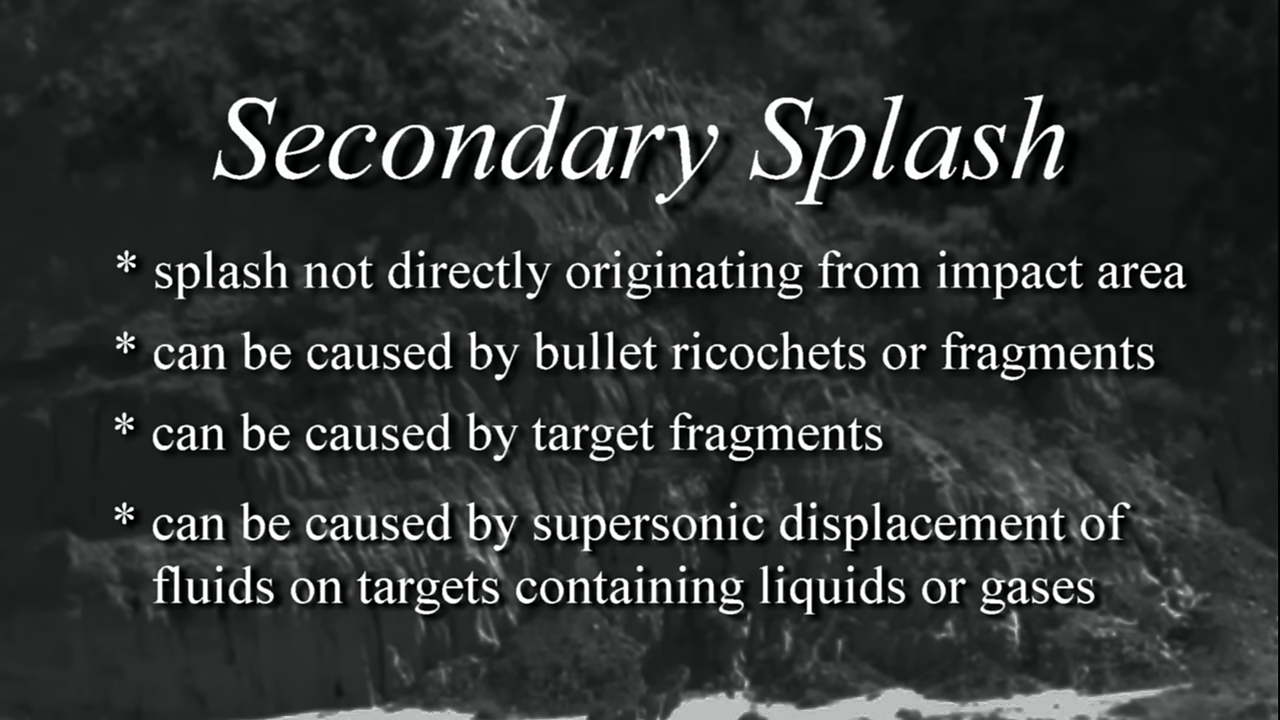 Secondary Splash
* splash not directly originating from impact area
* can be caused by bullet ricochets or fragments
* can be caused by target fragments
* can be caused by supersonic displacement of
fluids on targets containing liquids or gases